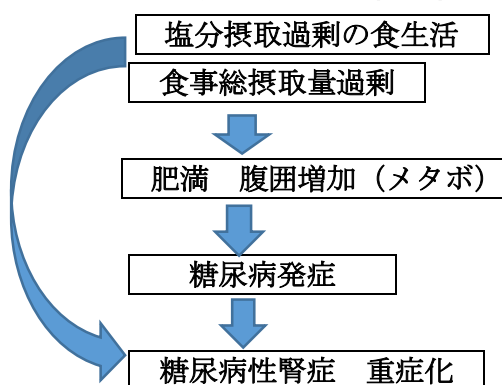 塩分摂取過剰の食生活
食事総摂取量過剰
肥満　腹囲増加（メタボ）
糖尿病発症
糖尿病性腎症　重症化